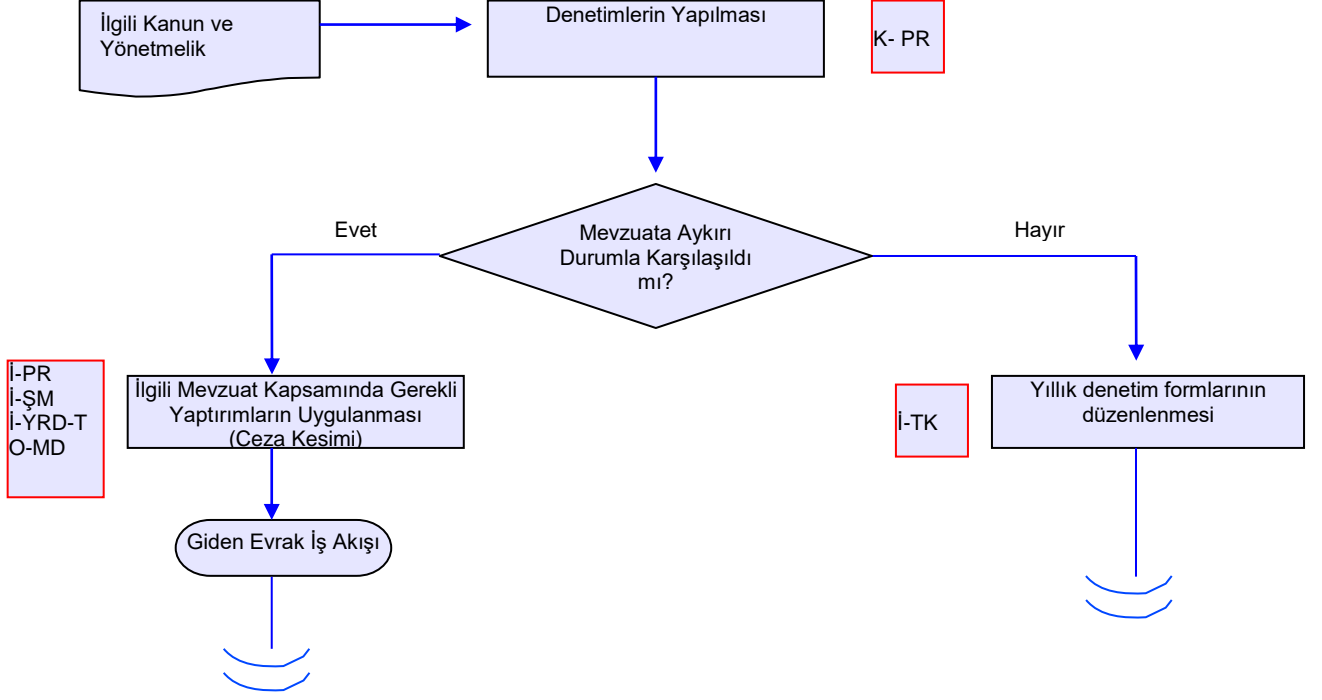 İlgili Kanun ve
Yönetmelik
Denetimlerin Yapılması
K- PR
Evet
Mevzuata Aykırı
Durumla Karşılaşıldı
mı?
Hayır
İ-PR
İ-ŞM
İ-YRD-T
O-MD
İlgili Mevzuat Kapsamında Gerekli
Yaptırımların Uygulanması
(Ceza Kesimi)
İ-TK
Yıllık denetim formlarının
düzenlenmesi
Giden Evrak İş Akışı